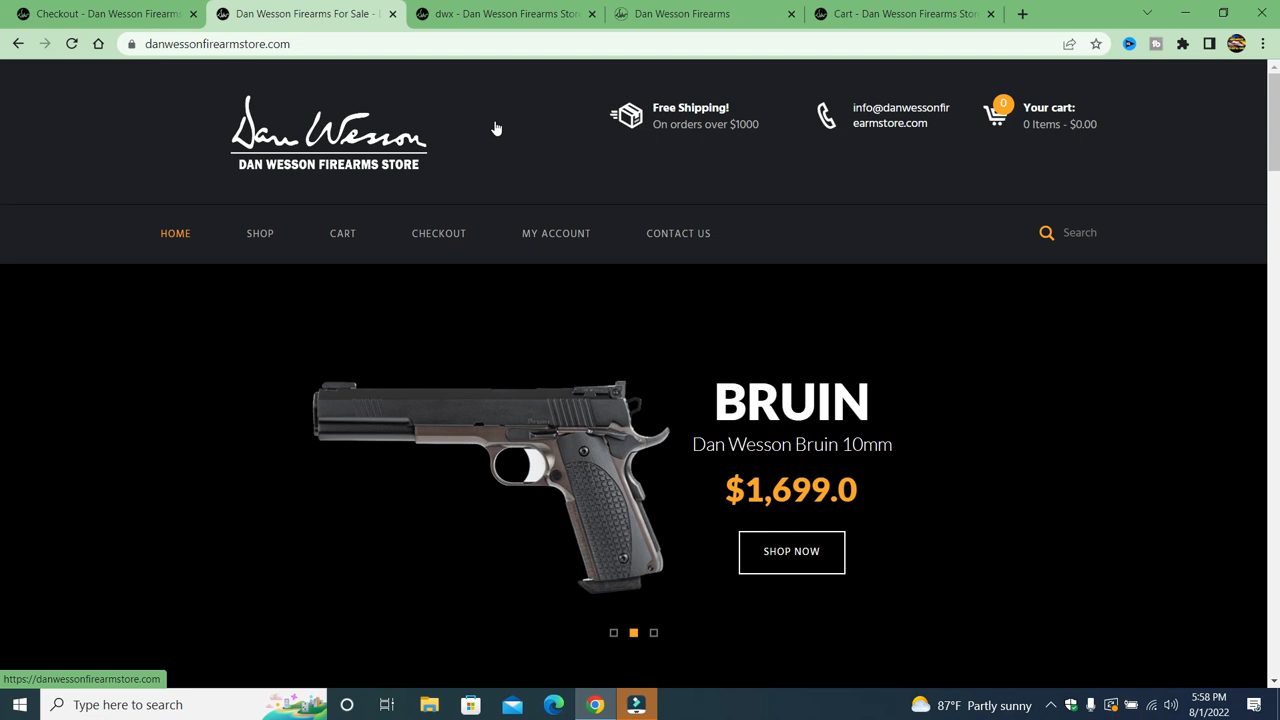 Checkout - Dan Wesson Firearm
Dan Wesson Firearms For Sale -
dwx - Dan Wesson Firearms Stor
Dan Wesson Firearms
Cart - Dan Wesson Firearms Stor
danwessonfirearmstore.com
Dan Wesson
DAN WESSON FIREARMS STORE
Free Shipping!
On orders over $1000
info@danwessonfir
earmstore.com
0
Your cart:
0 Items - $0.00
HOME
SHOP
CART
CHECKOUT
MY ACCOUNT
CONTACT US
Search
BRUIN
Dan Wesson Bruin 10mm
$1,699.0
SHOP NOW
https://danwessonfirearmstore.com
Type here to search
87°F Partly sunny
5:58 PM
8/1/2022